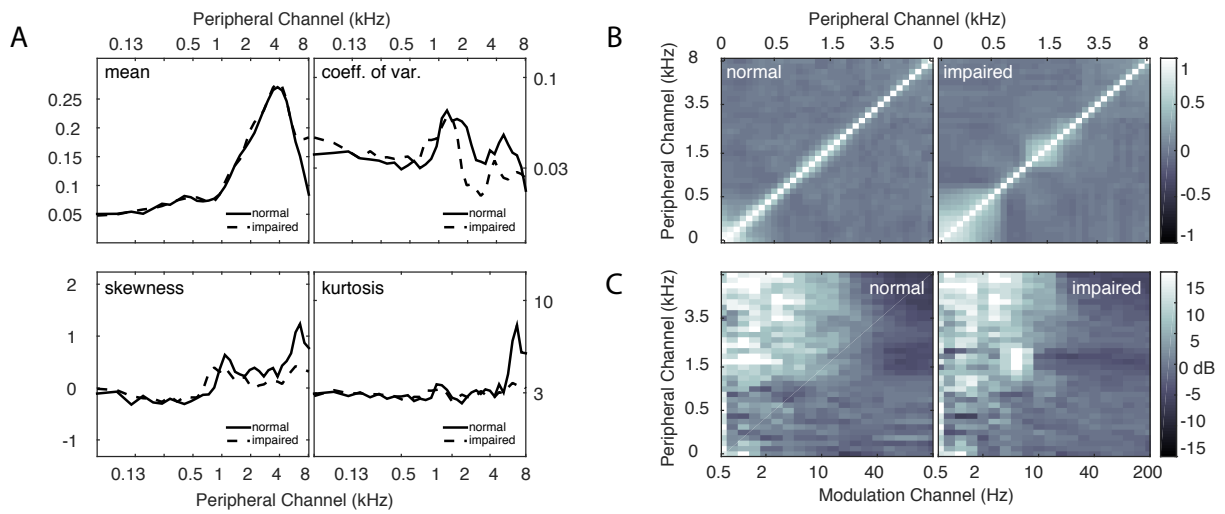 A
Peripheral Channel (kHz)
0.13 0.5 1 2 4 8 0.13 0.5 1 2 4 8
mean
coeff. of var.
0.25
0.2
0.15
0.1
0.05
0.1
0.03
normal
impaired
normal
impaired
skewness
kurtosis
2
1
0
-1
10
3
normal
impaired
normal
impaired
0.13 0.5 1 2 4 8 0.13 0.5 1 2 4 8
Peripheral Channel (kHz)
B
Peripheral Channel (kHz)
0 0.5 1.5 3.5 0 0.5 1.5 3.5 8
Peripheral Channel (kHz)
8
3.5
1.5
0.5
0
normal
impaired
1
0.5
0
-0.5
-1
C
Peripheral Channel (kHz)
3.5
1.5
0.5
0
normal
impaired
15
10
5
0 dB
-5
-10
-15
0.5 2 10 40 0.5 2 10 40 200
Modulation Channel (Hz)